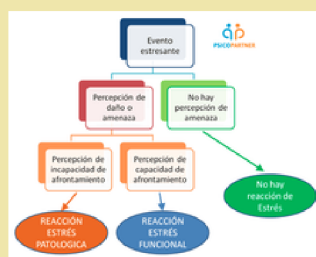 Evento
estresante
PSICOPARTNER
Percepción de
daño o
amenaza
No hay
percepción de
amenaza
Percepción de
incapacidad de
afrontamiento
Percepción de
capacidad de
afrontamiento
No hay
reacción de
Estrés
REACCIÓN
ESTRÉS
PATOLOGICA
REACCIÓN
ESTRÉS
FUNCIONAL